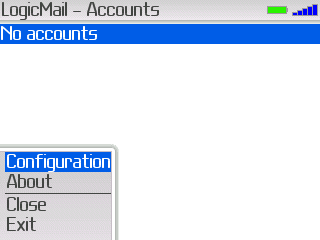 LogicMail - Accounts
No accounts
Configuration
About
Close
Exit